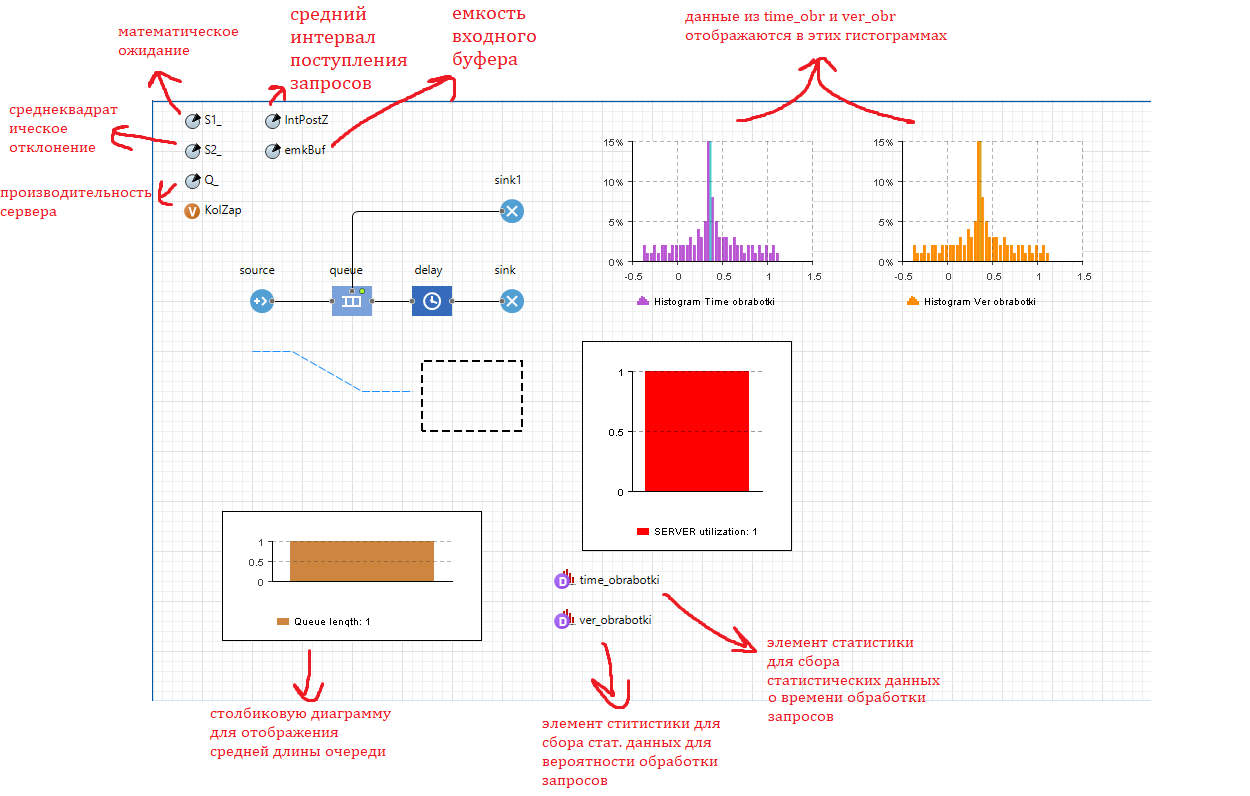 математическое
ожидание
средний
интервал
поступления
запросов
емкость
входного
буфера
данные из time_obr и ver_obr
отображаются в этих гистограммах
среднеквадрат
ическое
отклонение
производительность
сервера
S1_
IntPostZ
S2_
emkBuf
Q_
V
KolZap
sink1
source
queue
delay
sink
15%
10%
5%
0%
-0.5
0
0.5
1
1.5
Histogram Time obrabotki
15%
10%
5%
0%
-0.5
0
0.5
1
1.5
Histogram Ver obrabotki
1
0.5
0
SERVER utilization: 1
1
0.5
0
Queue length: 1
D
time_obrabotki
D
ver_obrabotki
элемент статистики
для сбора
статистических данных
о времени обработки
запросов
столбиковую диаграмму
для отображения
средней длины очереди
элемент ститистики для
сбора стат. данных для
вероятности обработки
запросов